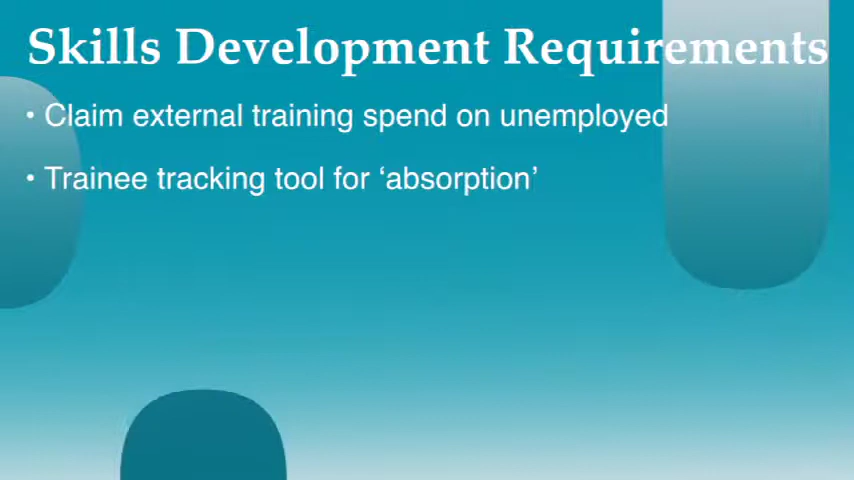 Skills Development Requirements
• Claim external training spend on unemployed
• Trainee tracking tool for ‘absorption’